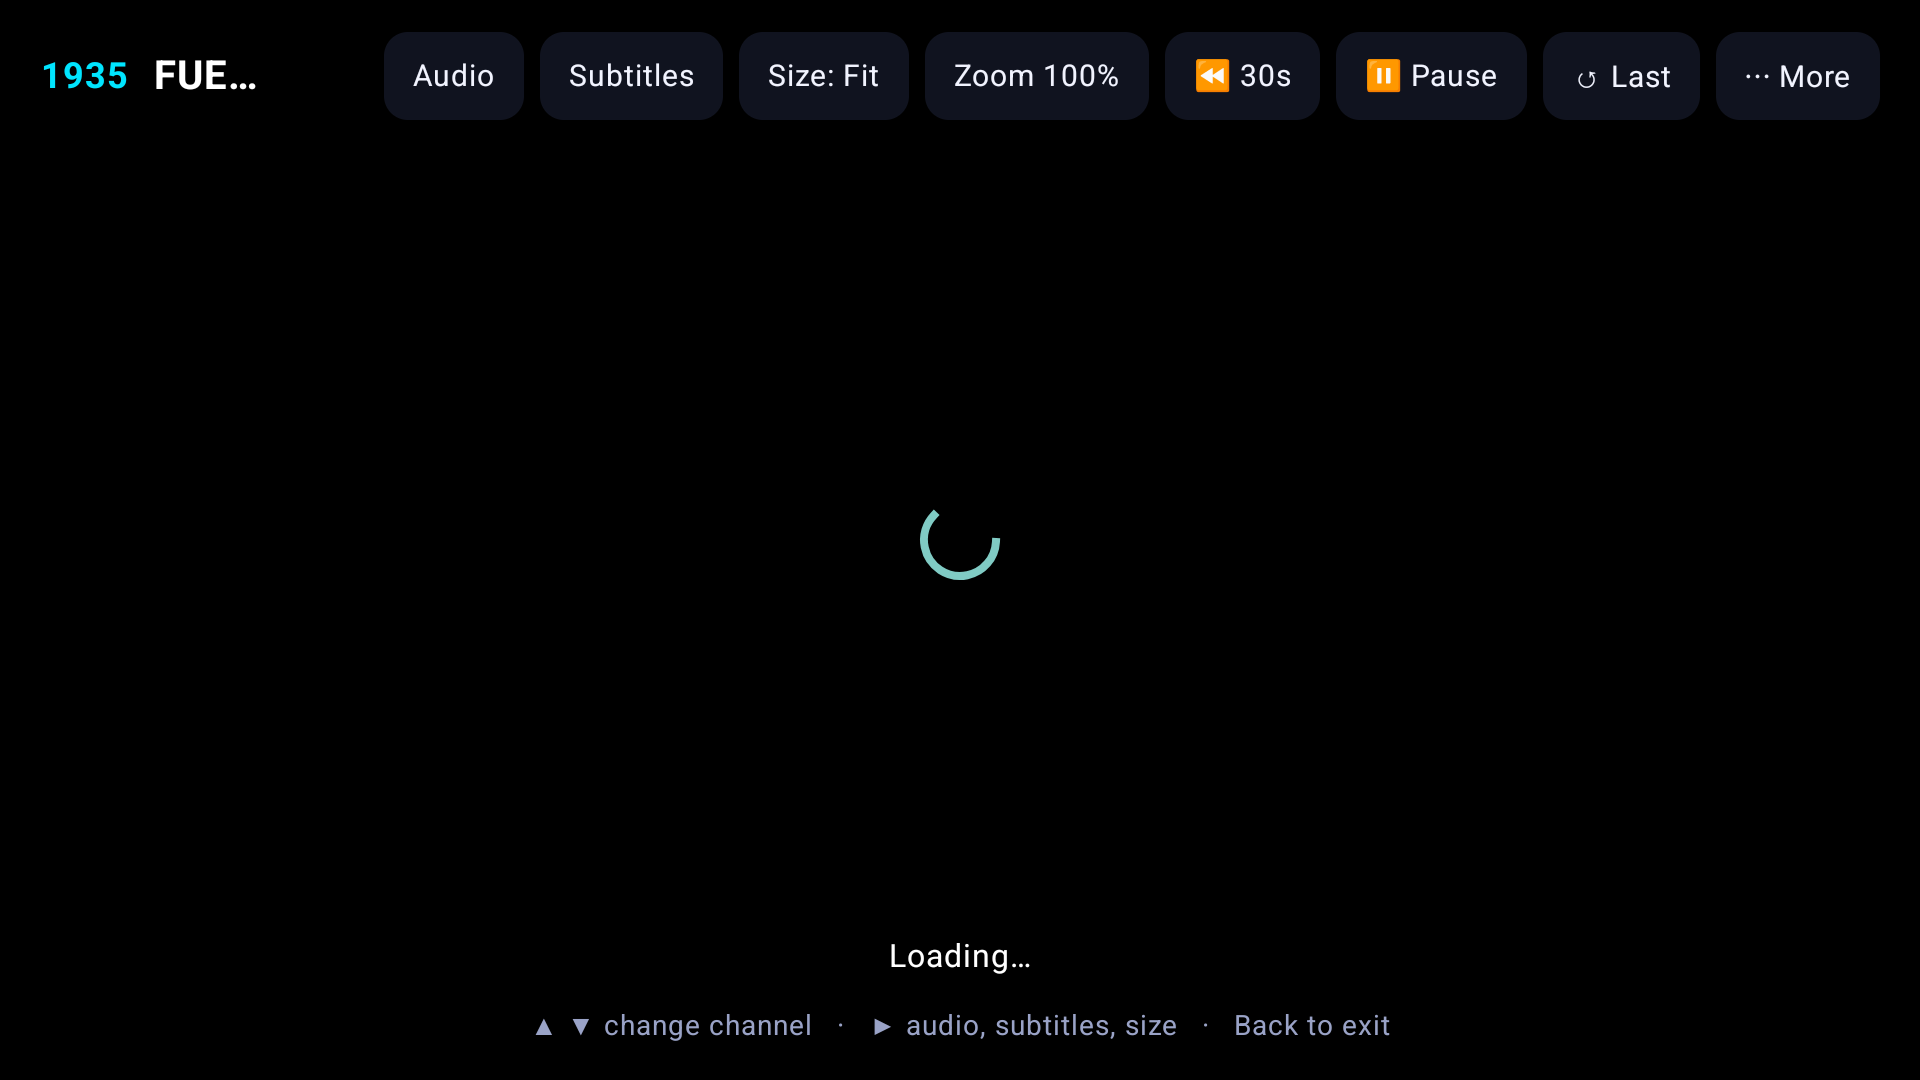 1935 FUE… Audio Subtitles Size: Fit Zoom 100% ⏪ 30s ⏸ Pause ↺ Last ⋯ More
Loading…
▲ ▼ change channel · ► audio, subtitles, size · Back to exit